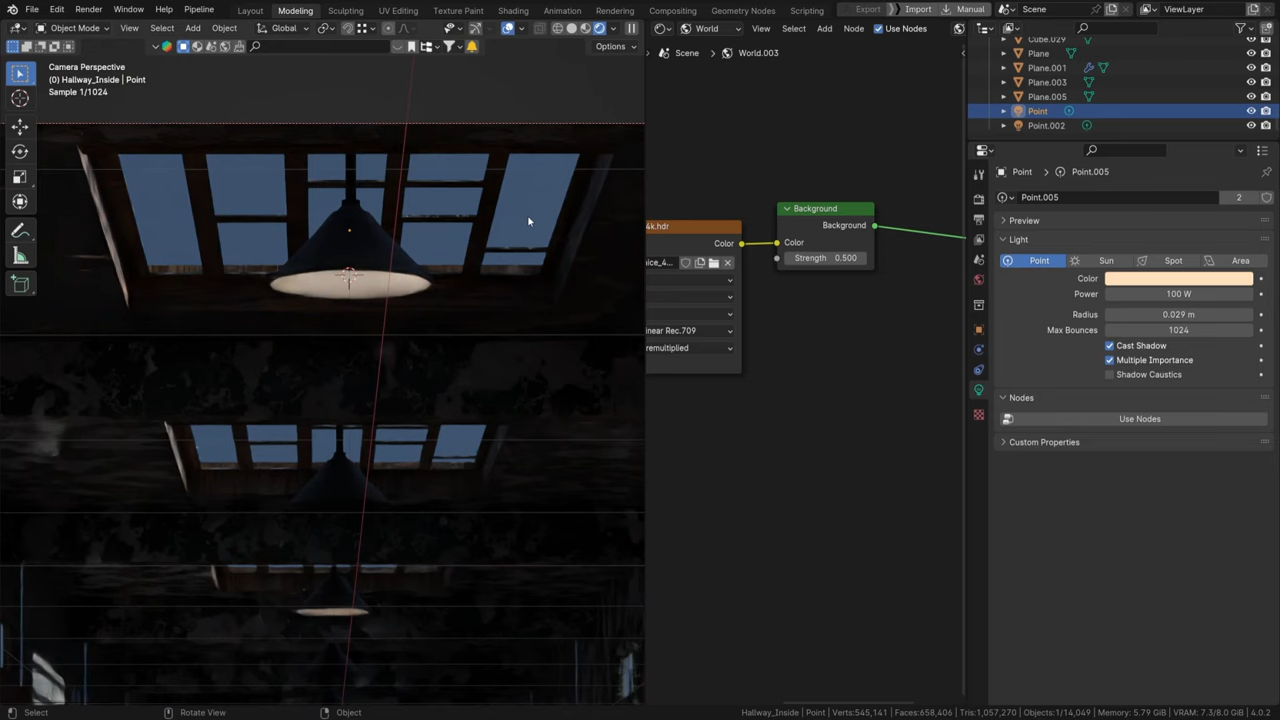 File Edit Render Window Help Pipeline Layout Modeling Sculpting UV Editing Texture Paint Shading Animation Rendering Compositing Geometry Nodes Scripting Export Import Manual Scene ViewLayer
Object Mode View Select Add Object Global World View Select Add Node Use Nodes
Options Scene World.003
Camera Perspective
(0) Hallway_Inside | Point
Sample 1/1024
Cube.029
Plane
Plane.001
Plane.003
Plane.005
Point
Point.002
4k.hdr
Color
ice_4...
inear Rec.709
remultiplied
Background
Background
Color
Strength 0.500
Point Point.005
Point.005 2
Preview
Light
Point Sun Spot Area
Color
Power 100 W
Radius 0.029 m
Max Bounces 1024
Cast Shadow
Multiple Importance
Shadow Caustics
Nodes
Use Nodes
Custom Properties
Select Rotate View Object Hallway_Inside | Point | Verts:545,141 | Faces:658,406 | Tris:1,057,270 | Objects:1/14,049 | Memory: 5.79 GiB | VRAM: 7.3/8.0 GiB | 4.0.2